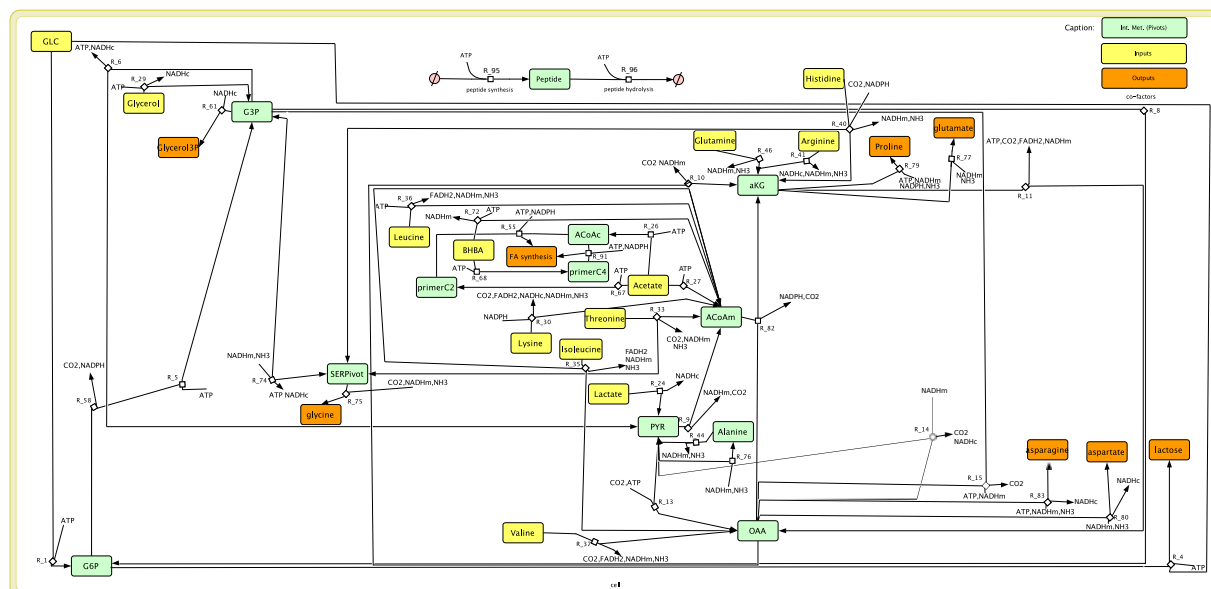 GLC
Caption:
Int. Met. (Pivots)
Inputs
Outputs
co-factors
ATP,NADHc
R_6
R_29
NADHc
ATP
Glycerol
NADHc
R_61
G3P
Glycerol3P
ATP
R_95
peptide synthesis
Peptide
ATP
R_96
peptide hydrolysis
Histidine
CO2,NADPH
R_40
NADHm,NH3
R_8
Glutamine
R_46
NADHm,NH3
Arginine
R_41
NADHc,NADHm,NH3
Proline
R_79
ATP,NADHm
NADPH,NH3
glutamate
R_77
NADHm
NH3
ATP,CO2,FADH2,NADHm
R_11
CO2 NADHm
R_10
aKG
R_36
FADH2,NADHm,NH3
ATP
Leucine
R_72
ATP
NADHm
BHBA
R_55
ATP,NADPH
FA synthesis
ACoAc
R_26
ATP
ATP,NADPH
R_91
primerC4
ATP
R_68
primerC2
ATP
R_67
Acetate
ATP
R_27
CO2,FADH2,NADHc,NADHm,NH3
NADPH
R_30
Lysine
Threonine
R_33
CO2,NADHm
NH3
ACoAm
NADPH,CO2
R_82
Isoleucine
R_35
FADH2
NADHm
NH3
CO2,NADPH
R_58
R_5
ATP
NADHM,NH3
R_74
ATP NADHc
SERPivot
R_75
CO2,NADHm,NH3
glycine
Lactate
R_24
NADHc
PYR
R_9
NADHm,CO2
R_44
NADHm,NH3
Alanine
R_76
NADHm,NH3
NADHm
R_14
CO2
NADHc
asparagine
aspartate
lactose
CO2,ATP
R_13
R_15
CO2
ATP,NADHm
R_83
NADHc
ATP,NADHm,NH3
NADHc
R_80
NADHm,NH3
OAA
Valine
R_37
CO2,FADH2,NADHm,NH3
ATP
R_1
G6P
R_4
ATP
cell